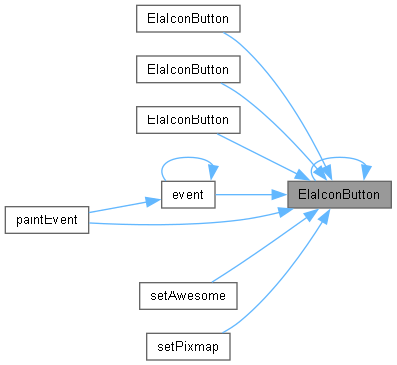 ElaIconButton
ElaIconButton
ElaIconButton
event
ElaIconButton
paintEvent
setAwesome
setPixmap